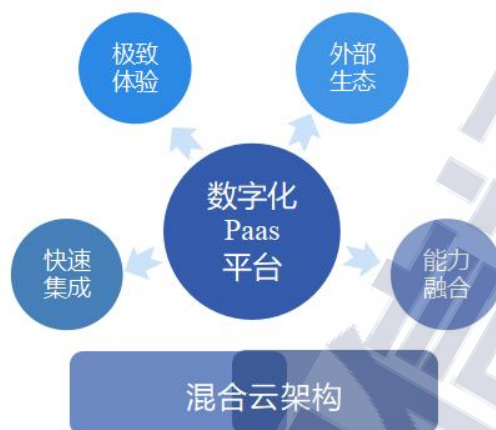 极致
体验
外部
生态
数字化
Paas
平台
快速
集成
能力
融合
混合云架构